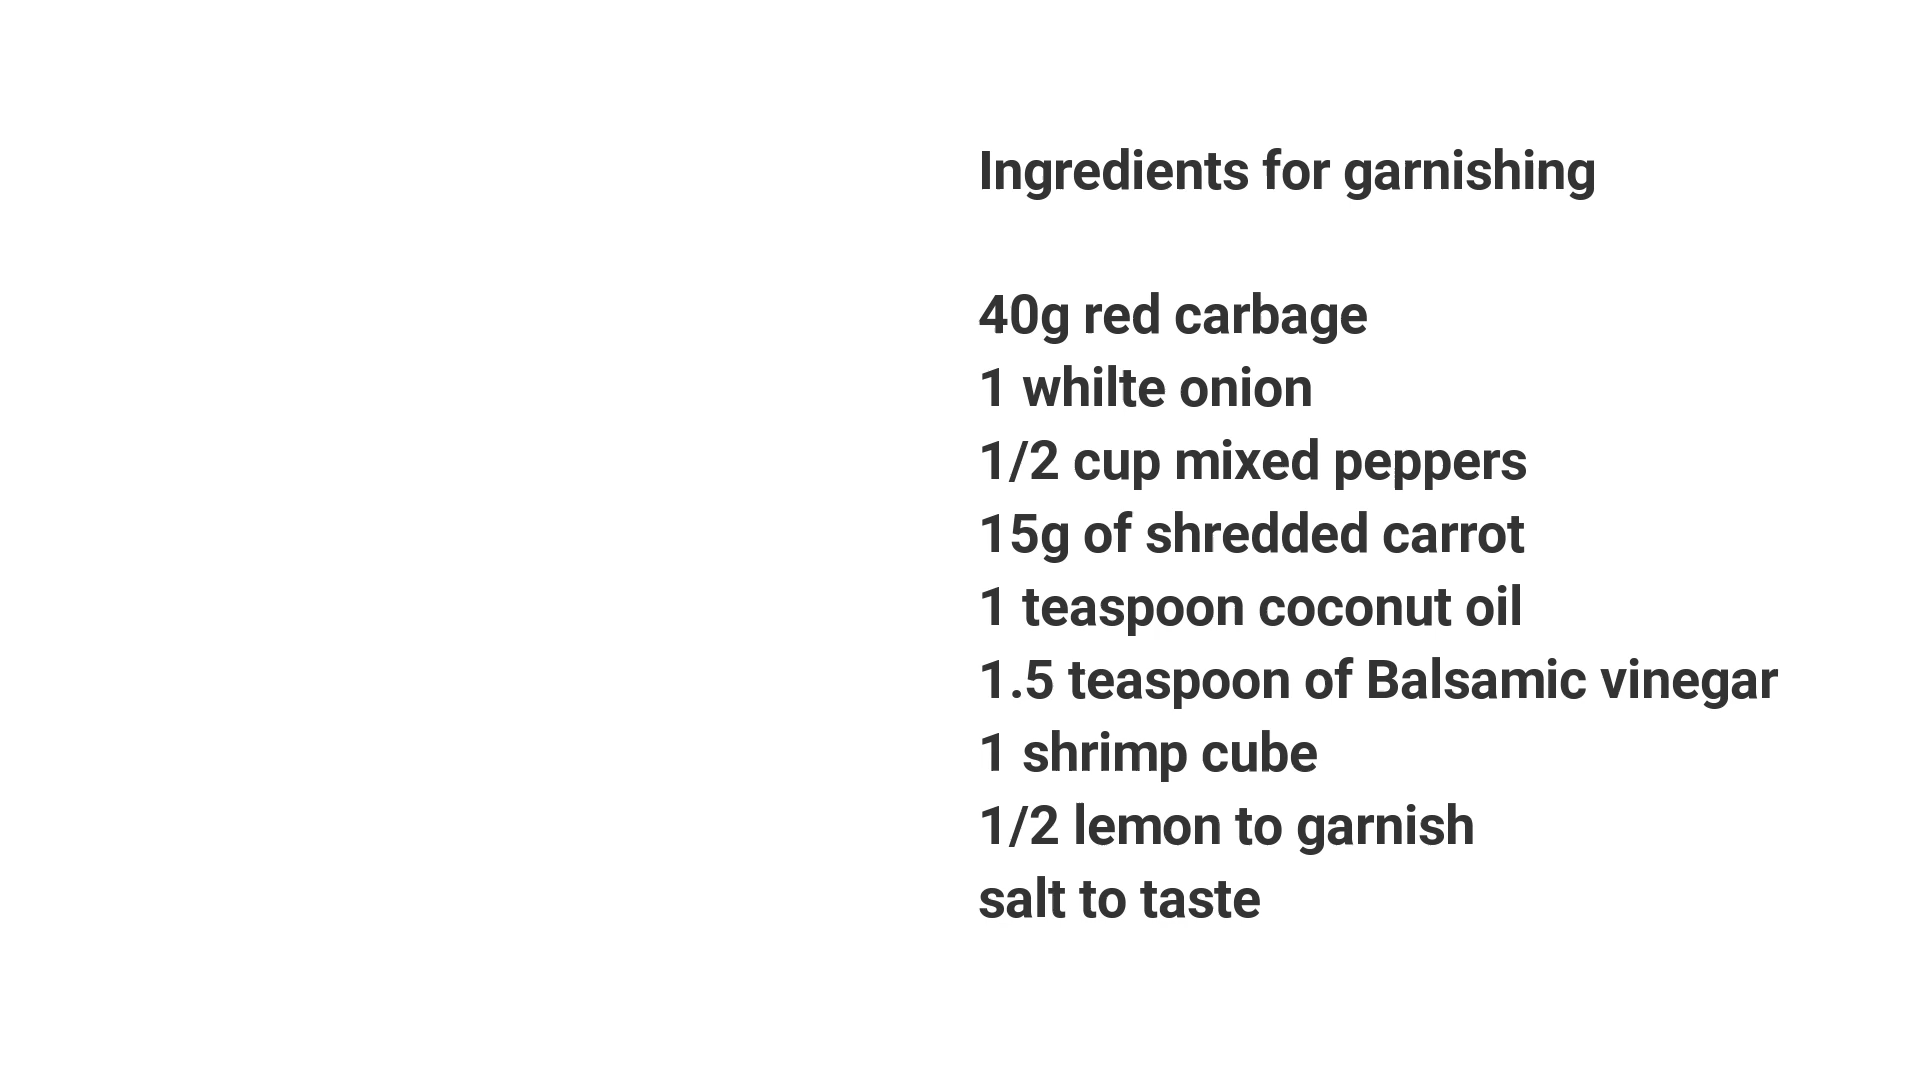 Ingredients for garnishing
40g red carbage
1 whilte onion
1/2 cup mixed peppers
15g of shredded carrot
1 teaspoon coconut oil
1.5 teaspoon of Balsamic vinegar
1 shrimp cube
1/2 lemon to garnish
salt to taste